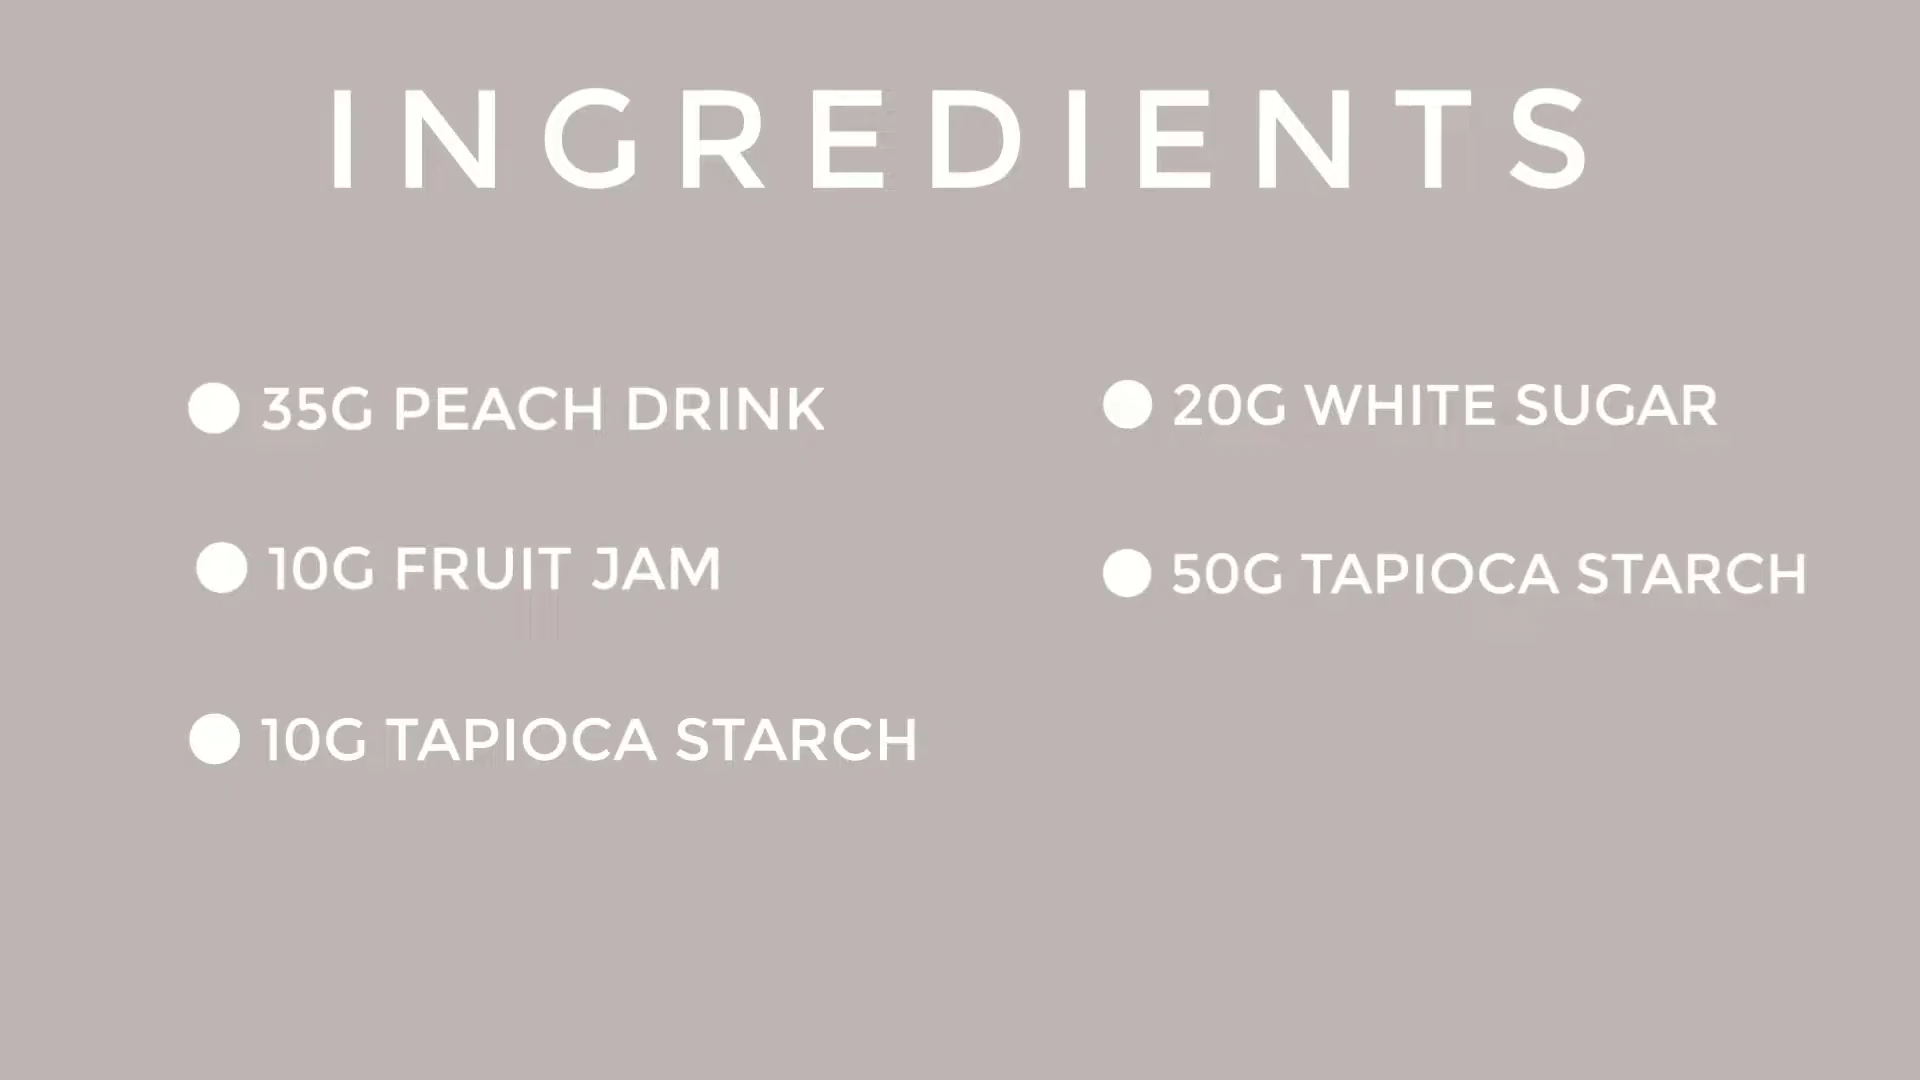 INGREDIENTS
35G PEACH DRINK
10G FRUIT JAM
10G TAPIOCA STARCH
20G WHITE SUGAR
50G TAPIOCA STARCH